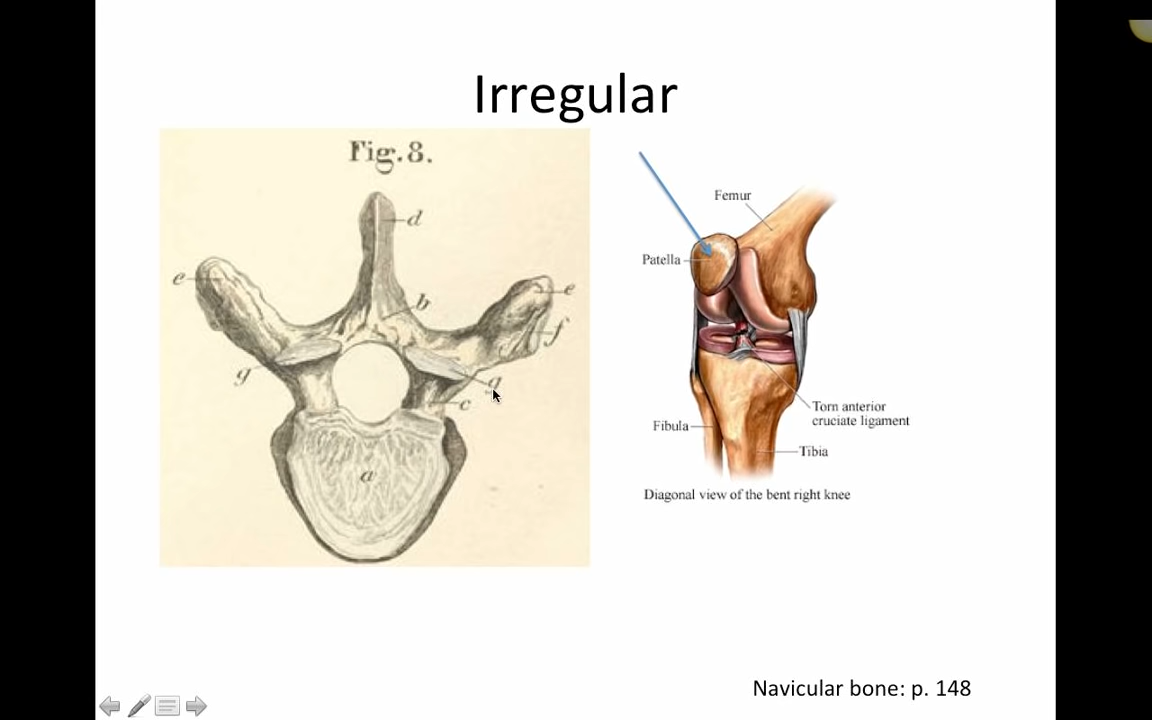 Irregular
Fig. 8.
d
e
e
b
f
g
g
c
a
Femur
Patella
Torn anterior
cruciate ligament
Fibula
Tibia
Diagonal view of the bent right knee
Navicular bone: p. 148